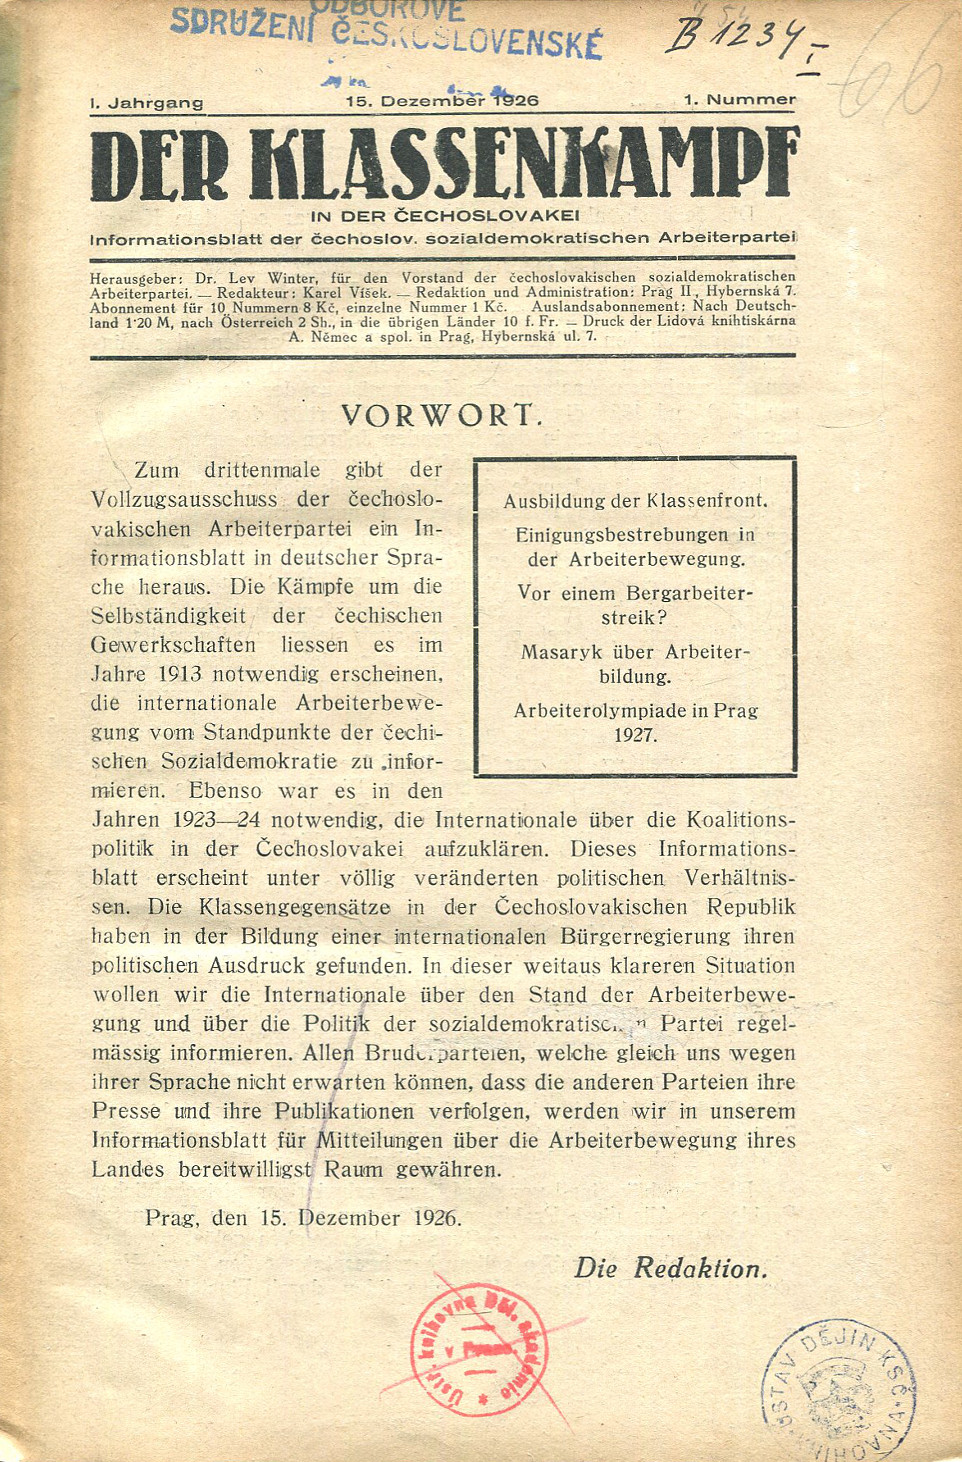 ODBOROVÉ
SDRUŽENÍ ČESKOSLOVENSKÉ
B 1234
I
66
I. Jahrgang 15. Dezember 1926 1. Nummer
DER KLASSENKAMPF
IN DER ČECHOSLOVAKEI
Informationsblatt der čechoslov. sozialdemokratischen Arbeiterpartei
Herausgeber: Dr. Lev Winter, für den Vorstand der čechoslovakischen sozialdemokratischen
Arbeiterpartei. — Redakteur: Karel Víšek. — Redaktion und Administration: Prag II, Hybernská 7.
Abonnement für 10 Nummern 8 Kč, einzelne Nummer 1 Kč. Auslandsabonnement: Nach Deutsch-
land 1·20 M, nach Österreich 2 Sh., in die übrigen Länder 10 f. Fr. — Druck der Lidová knihtiskárna
A. Němec a spol. in Prag, Hybernská ul. 7.
VORWORT.
Zum drittenmale gibt der
Vollzugsausschuss der čechoslo-
vakischen Arbeiterpartei ein In-
formationsblatt in deutscher Spra-
che heraus. Die Kämpfe um die
Selbständigkeit der čechischen
Gewerkschaften liessen es im
Jahre 1913 notwendig erscheinen,
die internationale Arbeiterbewe-
gung vom Standpunkte der čechi-
schen Sozialdemokratie zu infor-
mieren. Ebenso war es in den
Jahren 1923—24 notwendig, die Internationale über die Koalitions-
politik in der Čechoslovakei aufzuklären. Dieses Informations-
blatt erscheint unter völlig veränderten politischen Verhältnis-
sen. Die Klassengegensätze in der Čechoslovakischen Republik
haben in der Bildung einer internationalen Bürgerregierung ihren
politischen Ausdruck gefunden. In dieser weitaus klareren Situation
wollen wir die Internationale über den Stand der Arbeiterbewe-
gung und über die Politik der sozialdemokratischen Partei regel-
mässig informieren. Allen Bruderparteien, welche gleich uns wegen
ihrer Sprache nicht erwarten können, dass die anderen Parteien ihre
Presse und ihre Publikationen verfolgen, werden wir in unserem
Informationsblatt für Mitteilungen über die Arbeiterbewegung ihres
Landes bereitwilligst Raum gewähren.
Prag, den 15. Dezember 1926.
Die Redaktion.
Ausbildung der Klassenfront.
Einigungsbestrebungen in
der Arbeiterbewegung.
Vor einem Bergarbeiter-
streik?
Masaryk über Arbeiter-
bildung.
Arbeiterolympiade in Prag
1927.
Ústř. knihovna Děl. akademie
v Praze.
ÚSTAV DĚJIN KSČ
KNIHOVNA